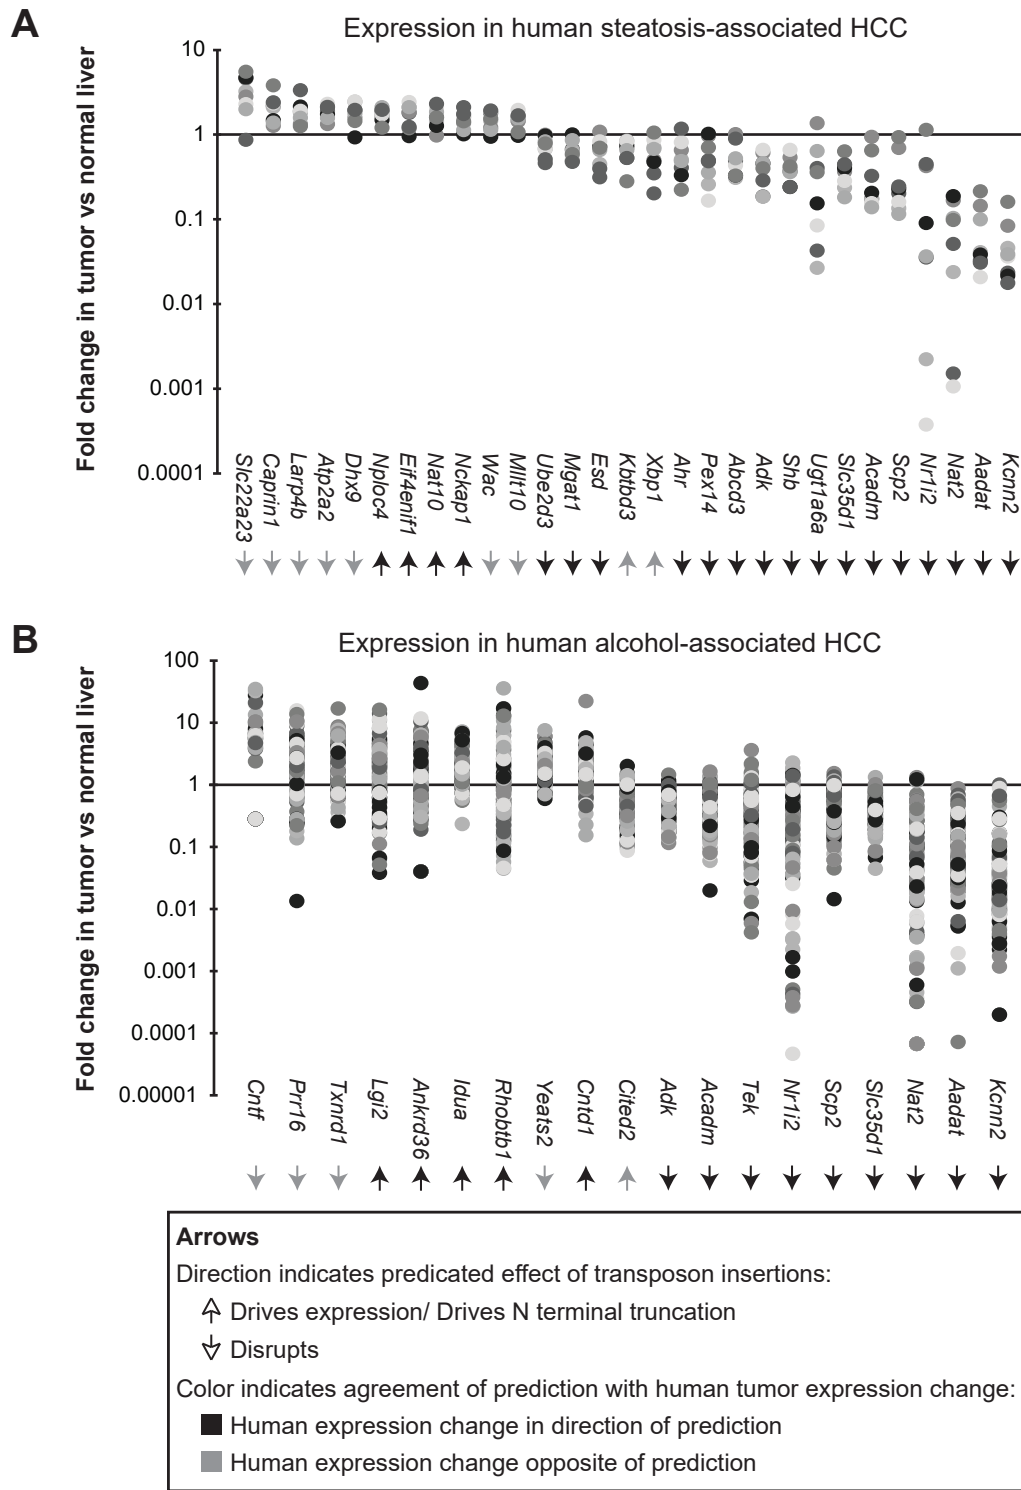 A
Expression in human steatosis-associated HCC
Fold change in tumor vs normal liver
10
1
0.1
0.01
0.001
0.0001
Slc22a23
Caprin1
Larp4b
Atp2a2
Dhx9
Nploc4
Eif4enif1
Nat10
Nckap1
Wac
Mllt10
Ube2d3
Mgat1
Esd
Kbtbd3
Xbp1
Ahr
Pex14
Abcd3
Adk
Shb
Ugt1a6a
Slc35d1
Acadm
Scp2
Nr1i2
Nat2
Aadat
Kcnn2
B
Expression in human alcohol-associated HCC
Fold change in tumor vs normal liver
100
10
1
0.1
0.01
0.001
0.0001
0.00001
Cntf
Prr16
Txnrd1
Lgi2
Ankrd36
Idua
Rhobtb1
Yeats2
Cntd1
Cited2
Adk
Acadm
Tek
Nr1i2
Scp2
Slc35d1
Nat2
Aadat
Kcnn2
Arrows
Direction indicates predicated effect of transposon insertions:
Drives expression/ Drives N terminal truncation
Disrupts
Color indicates agreement of prediction with human tumor expression change:
Human expression change in direction of prediction
Human expression change opposite of prediction